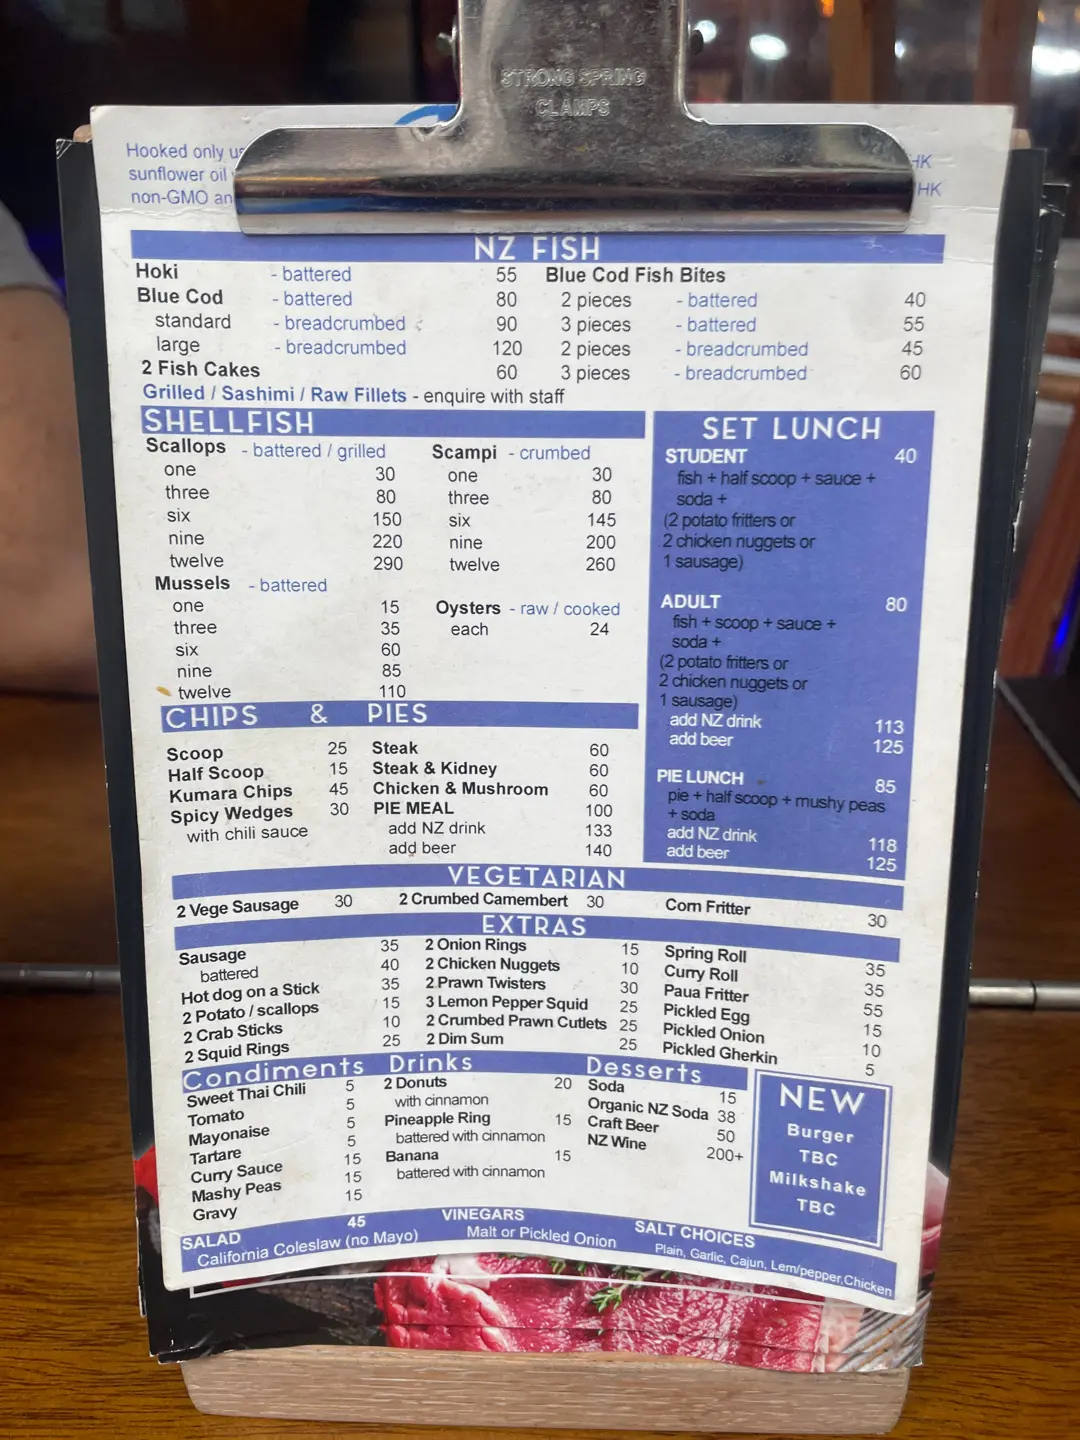 STRONG SPRING
CLAMPS
Hooked only
sunflower oil
non-GMO
HK
HK
NZ FISH
Hoki - battered 55
Blue Cod - battered 80
standard - breadcrumbed 90
large - breadcrumbed 120
2 Fish Cakes 60
Blue Cod Fish Bites
2 pieces - battered 40
3 pieces - battered 55
2 pieces - breadcrumbed 45
3 pieces - breadcrumbed 60
Grilled / Sashimi / Raw Fillets - enquire with staff
SHELLFISH
Scallops - battered / grilled
one 30
three 80
six 150
nine 220
twelve 290
Mussels - battered
one 15
three 35
six 60
nine 85
twelve 110
Scampi - crumbed
one 30
three 80
six 145
nine 200
twelve 260
Oysters - raw / cooked
each 24
SET LUNCH
STUDENT 40
fish + half scoop + sauce +
soda +
(2 potato fritters or
2 chicken nuggets or
1 sausage)
ADULT 80
fish + scoop + sauce +
soda +
(2 potato fritters or
2 chicken nuggets or
1 sausage)
add NZ drink 113
add beer 125
PIE LUNCH 85
pie + half scoop + mushy peas
+ soda
add NZ drink 118
add beer 125
CHIPS & PIES
Scoop 25
Half Scoop 15
Kumara Chips 45
Spicy Wedges 30
with chili sauce
Steak 60
Steak & Kidney 60
Chicken & Mushroom 60
PIE MEAL 100
add NZ drink 133
add beer 140
VEGETARIAN
2 Vege Sausage 30
2 Crumbed Camembert 30
Corn Fritter 30
EXTRAS
Sausage 35
battered 40
Hot dog on a Stick 35
2 Potato / scallops 15
2 Crab Sticks 10
2 Squid Rings 25
2 Onion Rings 15
2 Chicken Nuggets 10
2 Prawn Twisters 30
3 Lemon Pepper Squid 25
2 Crumbed Prawn Cutlets 25
2 Dim Sum 25
Spring Roll 35
Curry Roll 35
Paua Fritter 55
Pickled Egg 15
Pickled Onion 10
Pickled Gherkin 5
Condiments Drinks Desserts
Sweet Thai Chili 5
Tomato 5
Mayonaise 5
Tartare 5
Curry Sauce 15
Mashy Peas 15
Gravy 15
2 Donuts 20
with cinnamon
Pineapple Ring 15
battered with cinnamon
Banana 15
battered with cinnamon
Soda 15
Organic NZ Soda 38
Craft Beer 50
NZ Wine 200+
NEW
Burger
TBC
Milkshake
TBC
SALAD 45
California Coleslaw (no Mayo)
VINEGARS
Malt or Pickled Onion
SALT CHOICES
Plain, Garlic, Cajun, Lem/pepper,Chicken